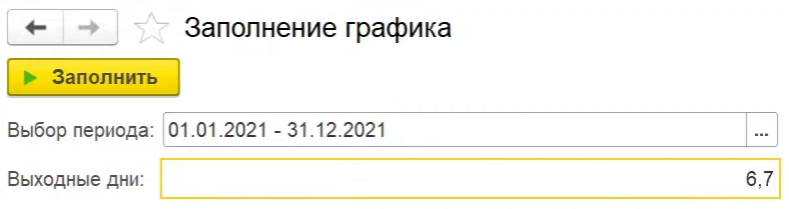 Заполнение графика
Заполнить
Выбор периода: 01.01.2021 - 31.12.2021 ...
Выходные дни: 6,7